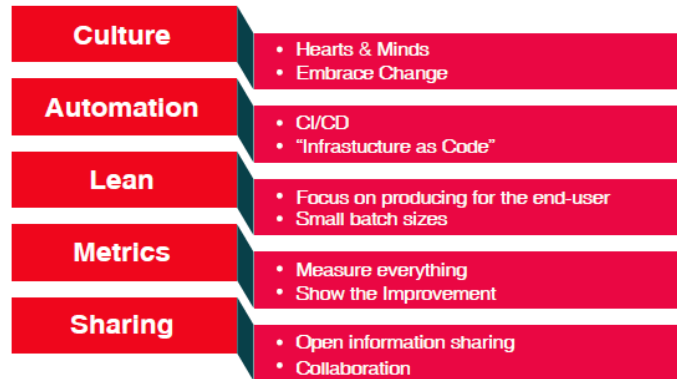 Culture
• Hearts & Minds
• Embrace Change
Automation
• CI/CD
• “Infrastucture as Code”
Lean
• Focus on producing for the end-user
• Small batch sizes
Metrics
• Measure everything
• Show the Improvement
Sharing
• Open information sharing
• Collaboration